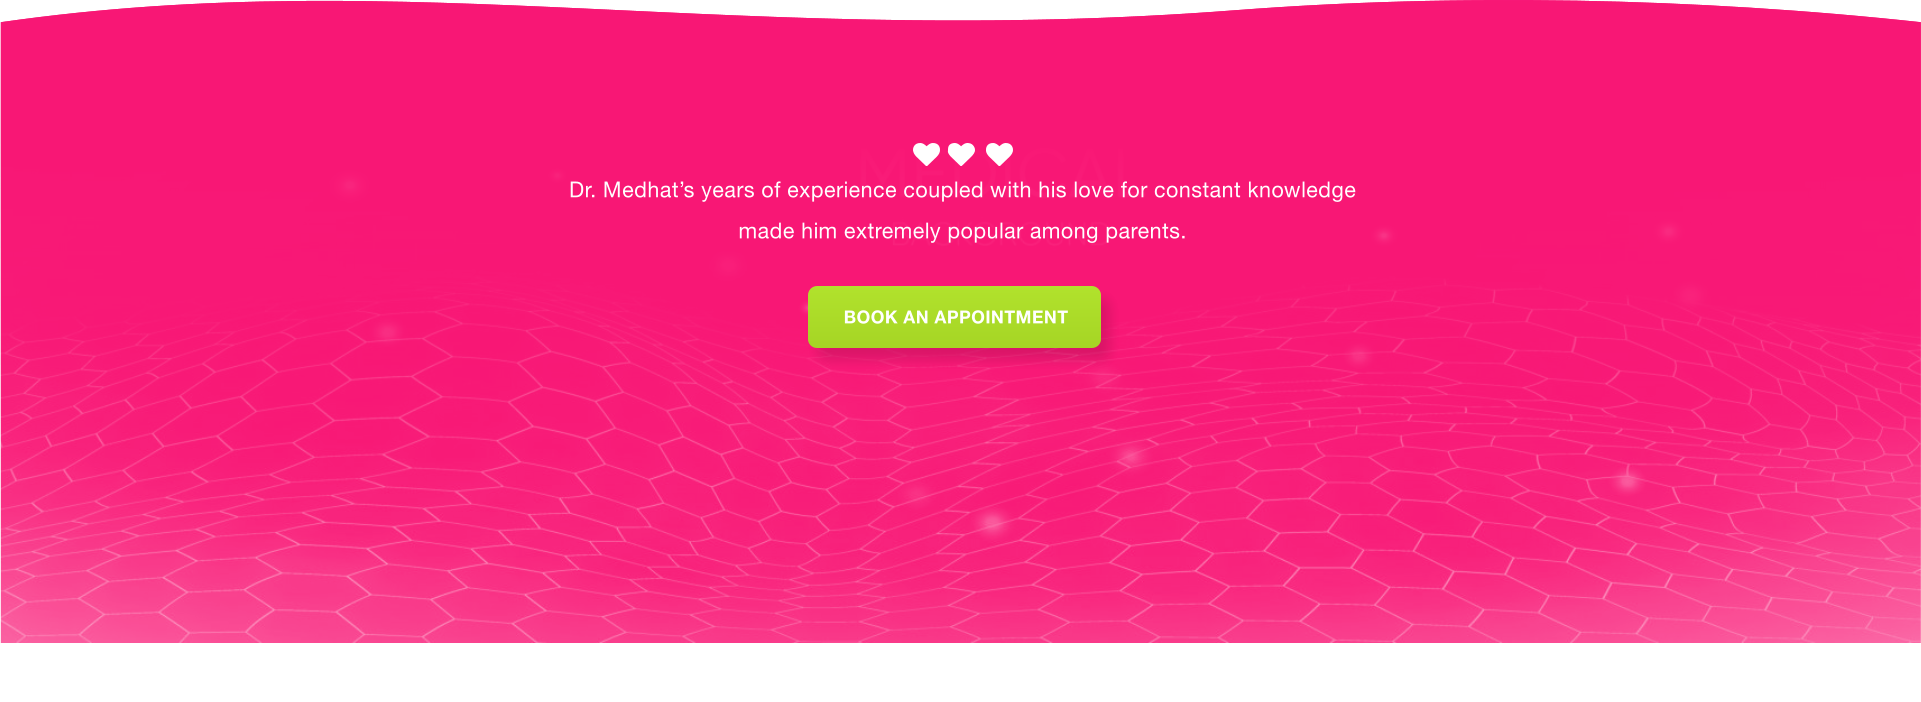 Dr. Medhat’s years of experience coupled with his love for constant knowledge
made him extremely popular among parents.
BOOK AN APPOINTMENT